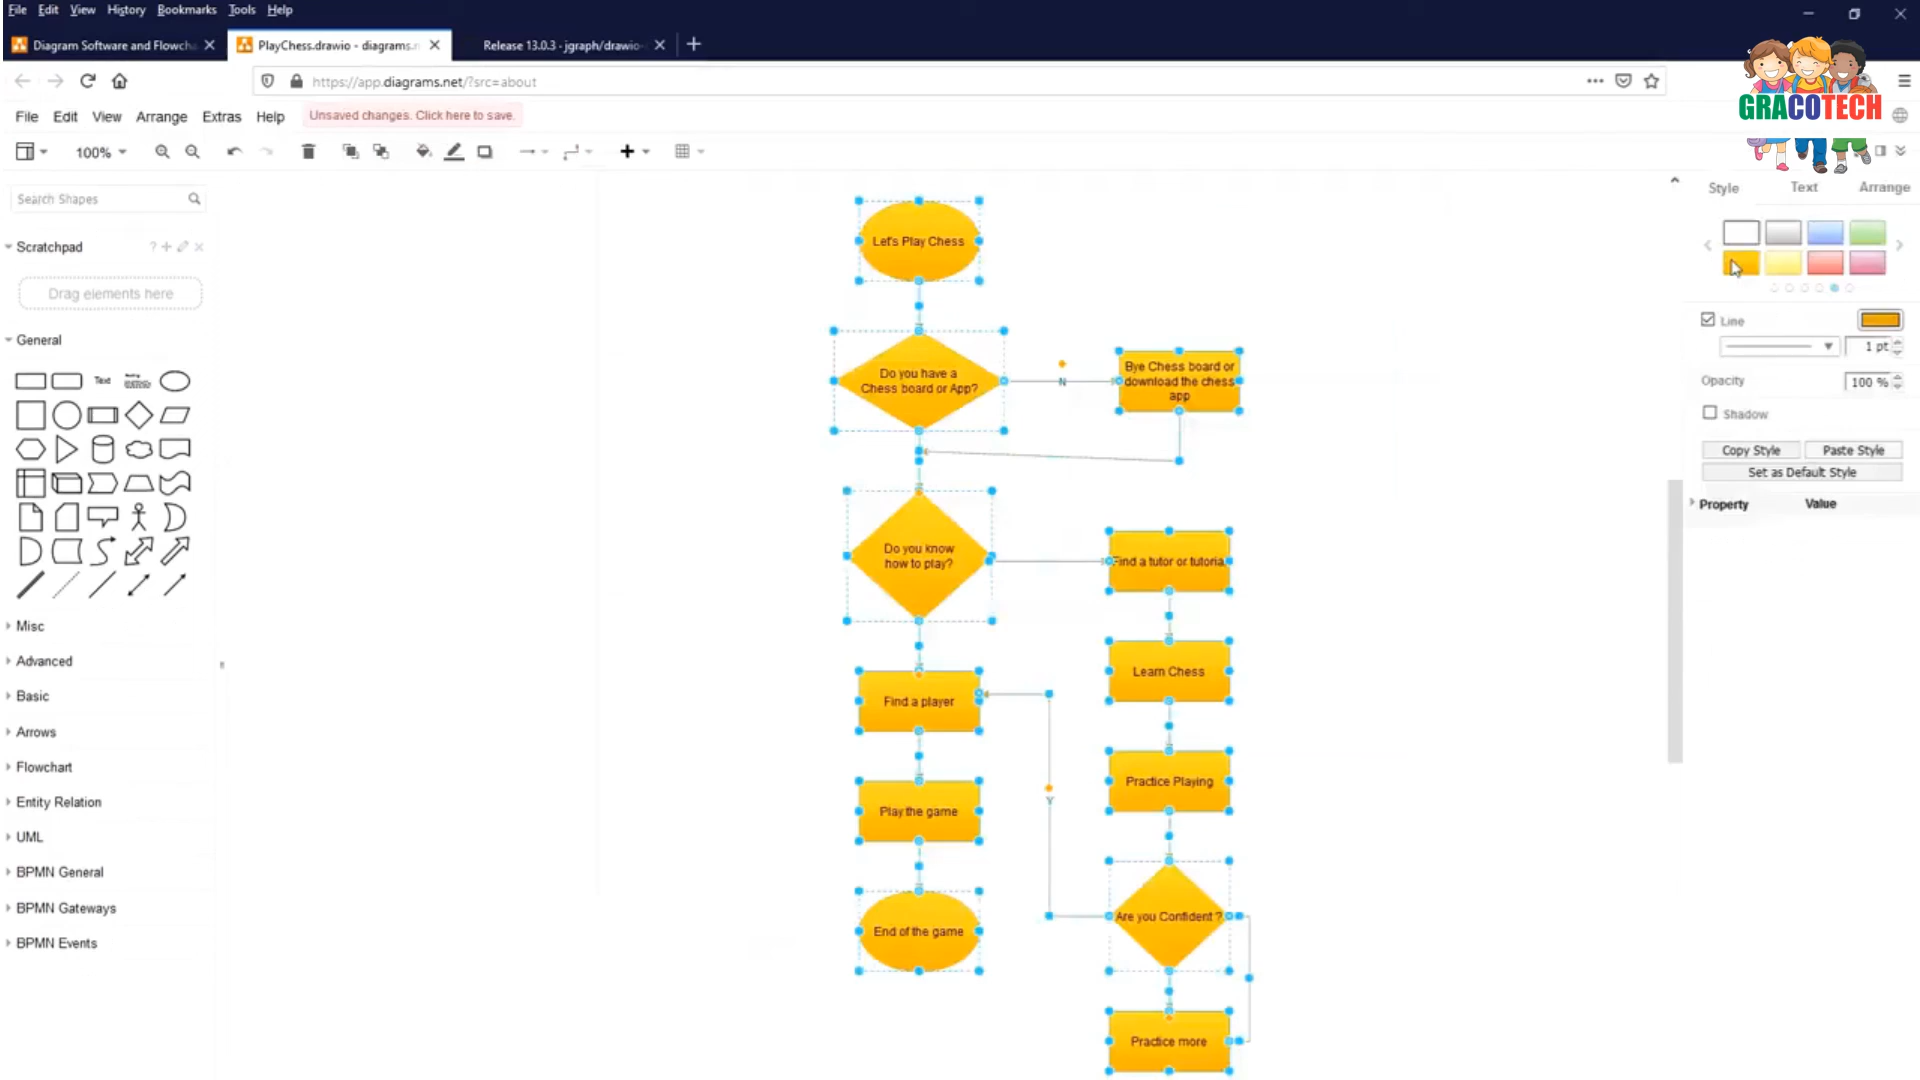 File Edit View History Bookmarks Tools Help
Diagram Software and Flowcha
PlayChess.drawio - diagrams.n
Release 13.0.3 - jgraph/drawio-
https://app.diagrams.net/?src=about
GRACOTECH
File Edit View Arrange Extras Help
Unsaved changes. Click here to save.
100%
Search Shapes
Scratchpad
?
Drag elements here
General
Text
Misc
Advanced
Basic
Arrows
Flowchart
Entity Relation
UML
BPMN General
BPMN Gateways
BPMN Events
Let's Play Chess
Do you have a
Chess board or App?
N
Bye Chess board or
download the chess
app
Do you know
how to play?
Find a tutor or tutorial
Learn Chess
Find a player
Practice Playing
Y
Play the game
Are you Confident ?
End of the game
Practice more
Style Text Arrange
Line
1 pt
Opacity
100 %
Shadow
Copy Style
Paste Style
Set as Default Style
Property Value